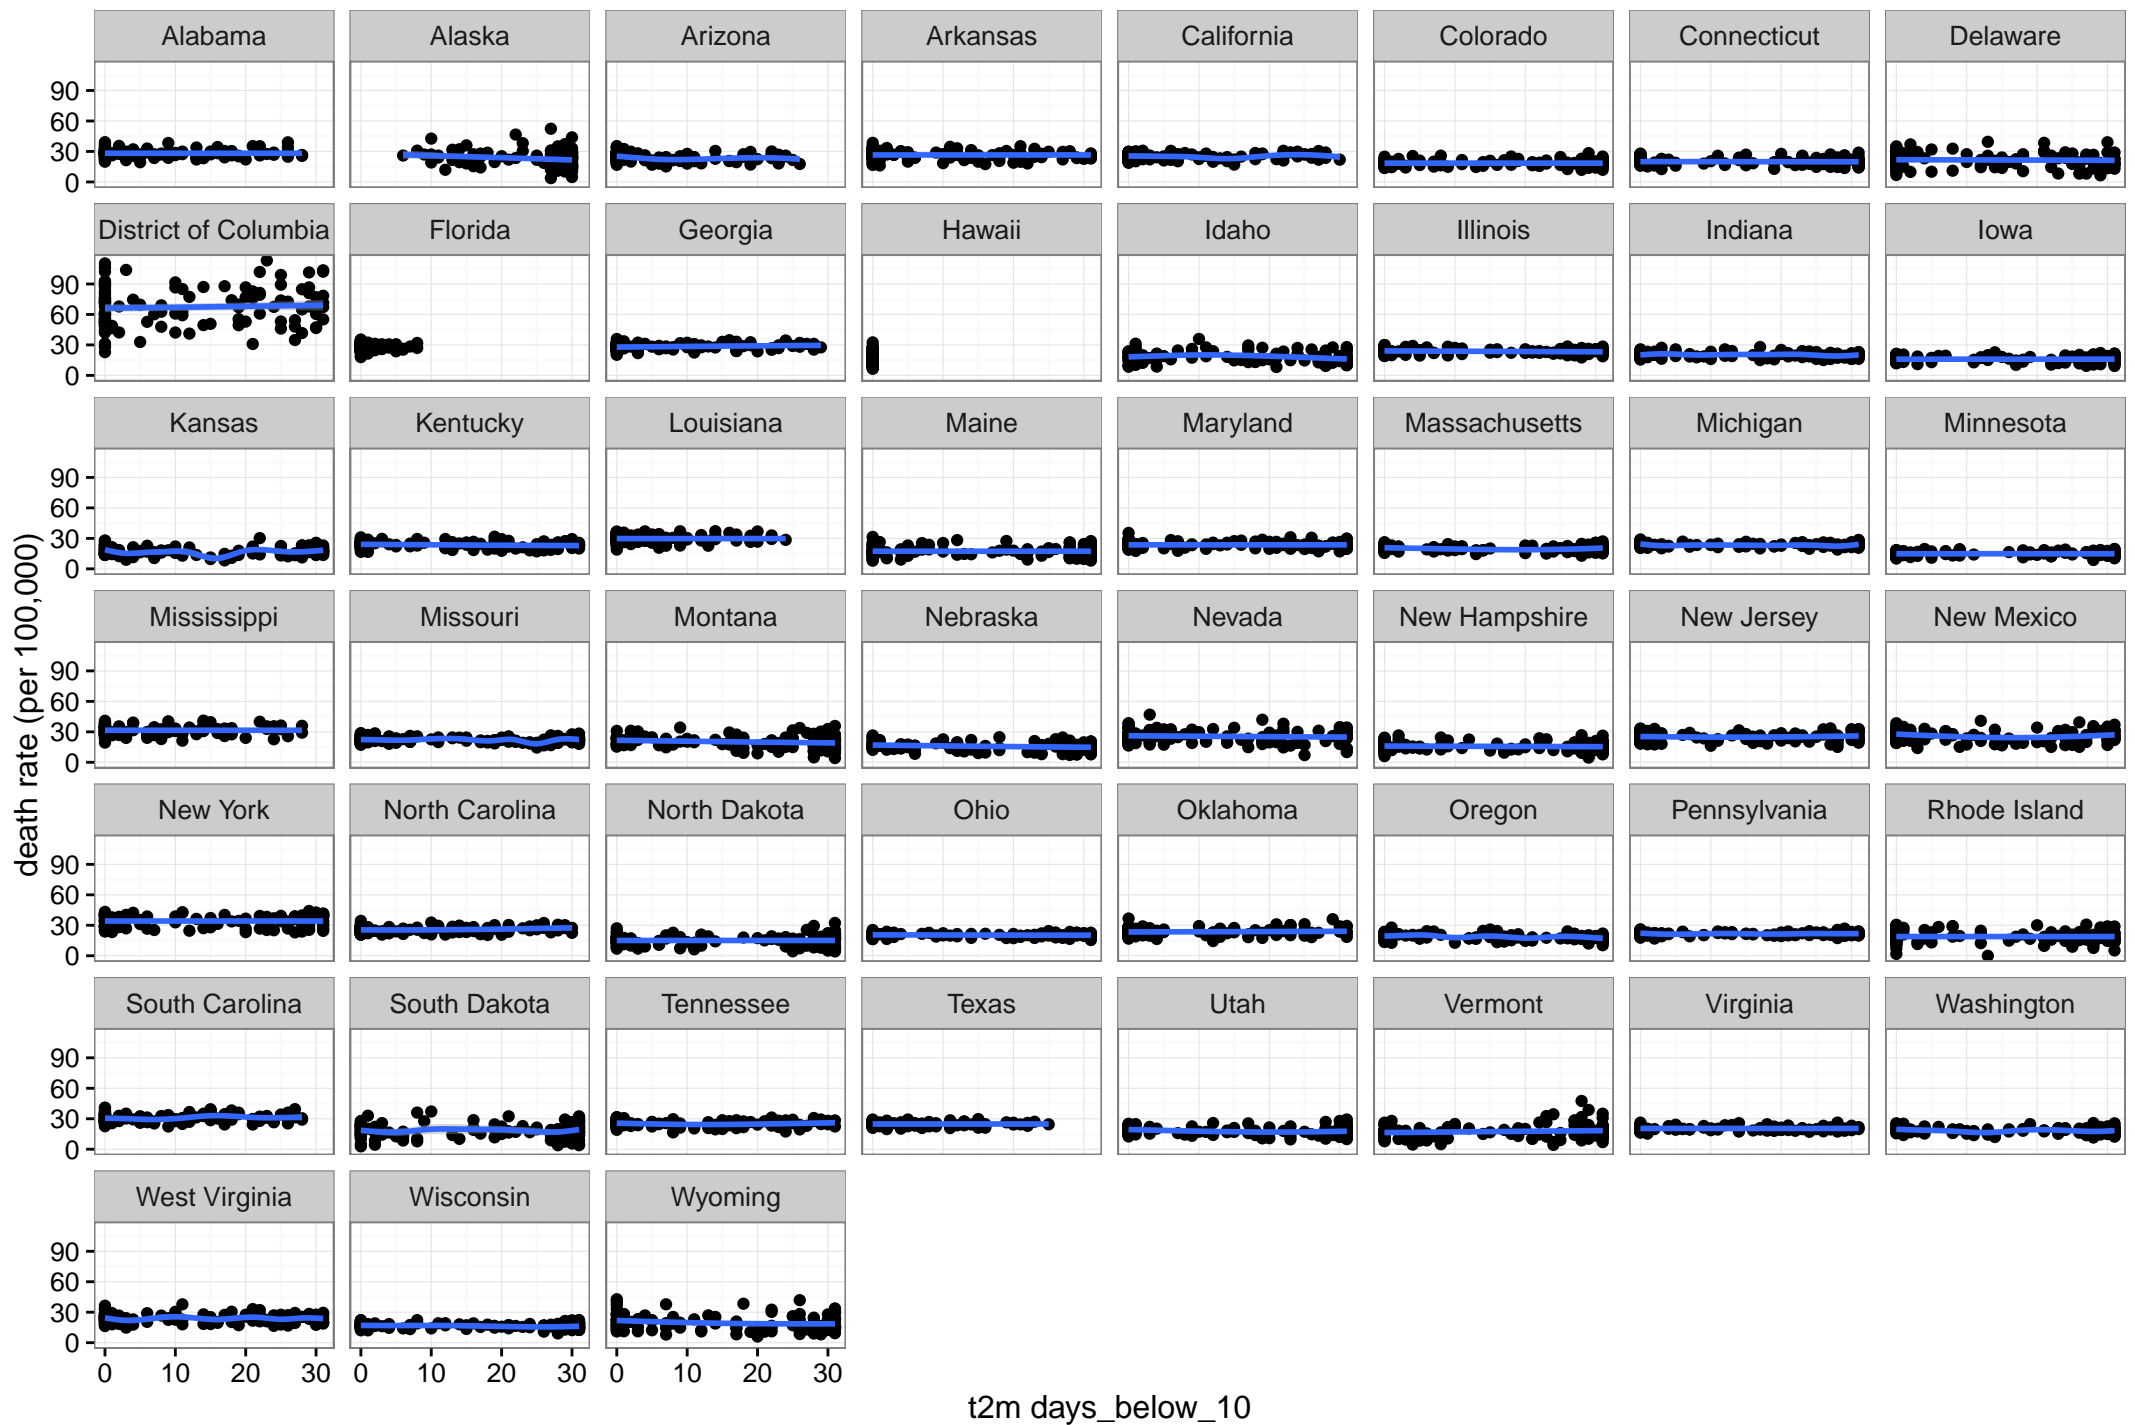 Alabama Alaska Arizona Arkansas California Colorado Connecticut Delaware
90
60
30
0
District of Columbia Florida Georgia Hawaii Idaho Illinois Indiana Iowa
90
60
30
0
Kansas Kentucky Louisiana Maine Maryland Massachusetts Michigan Minnesota
90
60
30
0
Mississippi Missouri Montana Nebraska Nevada New Hampshire New Jersey New Mexico
90
60
30
0
New York North Carolina North Dakota Ohio Oklahoma Oregon Pennsylvania Rhode Island
90
60
30
0
South Carolina South Dakota Tennessee Texas Utah Vermont Virginia Washington
90
60
30
0
West Virginia Wisconsin Wyoming
90
60
30
0
0 10 20 30 0 10 20 30 0 10 20 30
t2m days_below_10
death rate (per 100,000)